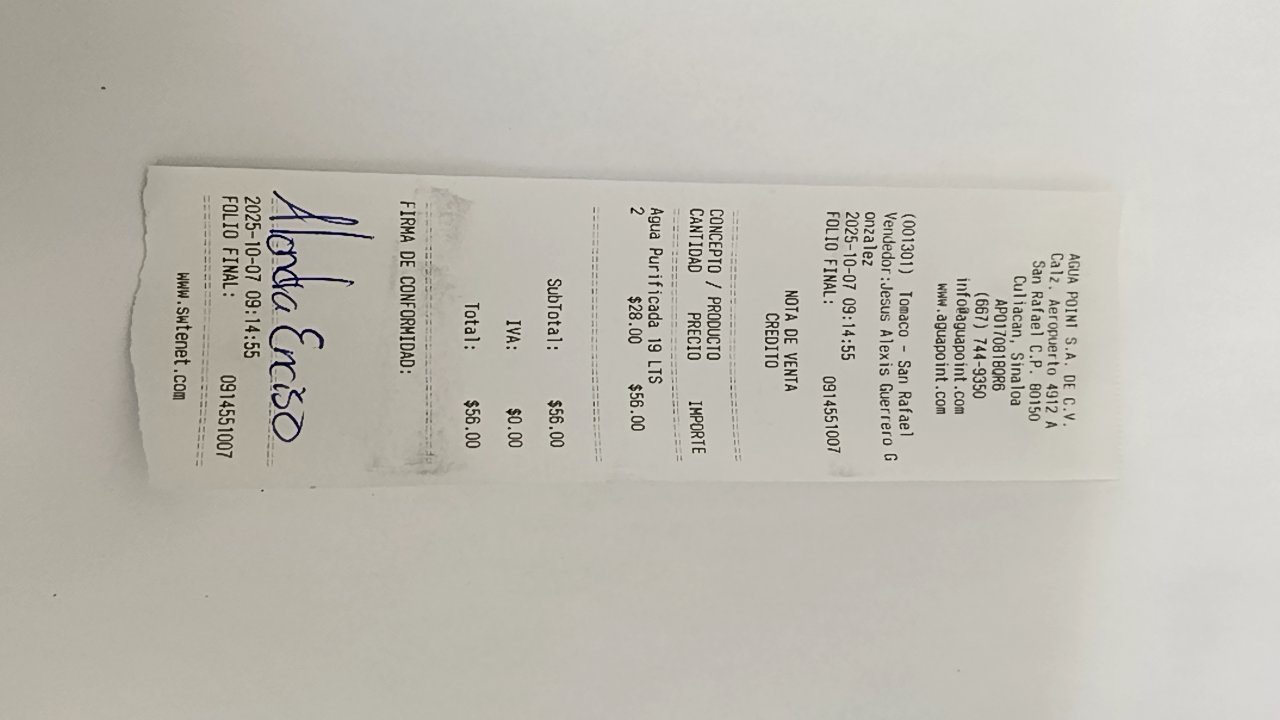 AGUA POINT S.A. DE C.V.
Calz. Aeropuerto 4912 A
San Rafael C.P. 80150
Culiacan, Sinaloa
APO170818QR6
(667) 744-9350
info@aguapoint.com
www.aguapoint.com
(001301) Tomaco - San Rafael
Vendedor:Jesus Alexis Guerrero G
onzalez
2025-10-07 09:14:55
FOLIO FINAL: 0914551007
NOTA DE VENTA
CREDITO
CONCEPTO / PRODUCTO
CANTIDAD PRECIO IMPORTE
Agua Purificada 19 LTS
2 $28.00 $56.00
SubTotal: $56.00
IVA: $0.00
Total: $56.00
FIRMA DE CONFORMIDAD:
Alondra Enciso
2025-10-07 09:14:55
FOLIO FINAL: 0914551007
www.swtenet.com